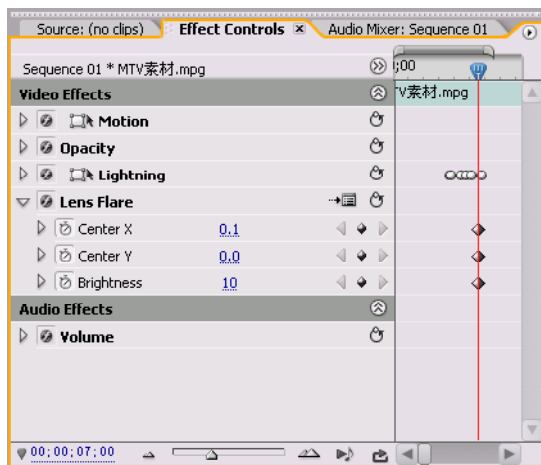 Source: (no clips) Effect Controls × Audio Mixer: Sequence 01
Sequence 01 * MTV素材.mpg ;00
Video Effects V素材.mpg
Motion
Opacity
Lightning
Lens Flare
Center X 0.1
Center Y 0.0
Brightness 10
Audio Effects
Volume
00;00;07;00